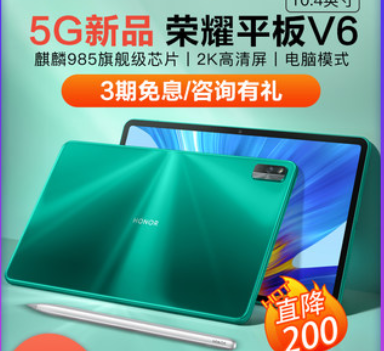 10.4英寸
5G新品 荣耀平板V6
麒麟985旗舰级芯片｜2K高清屏｜电脑模式
3期免息/咨询有礼
HONOR
HOT
直降
200